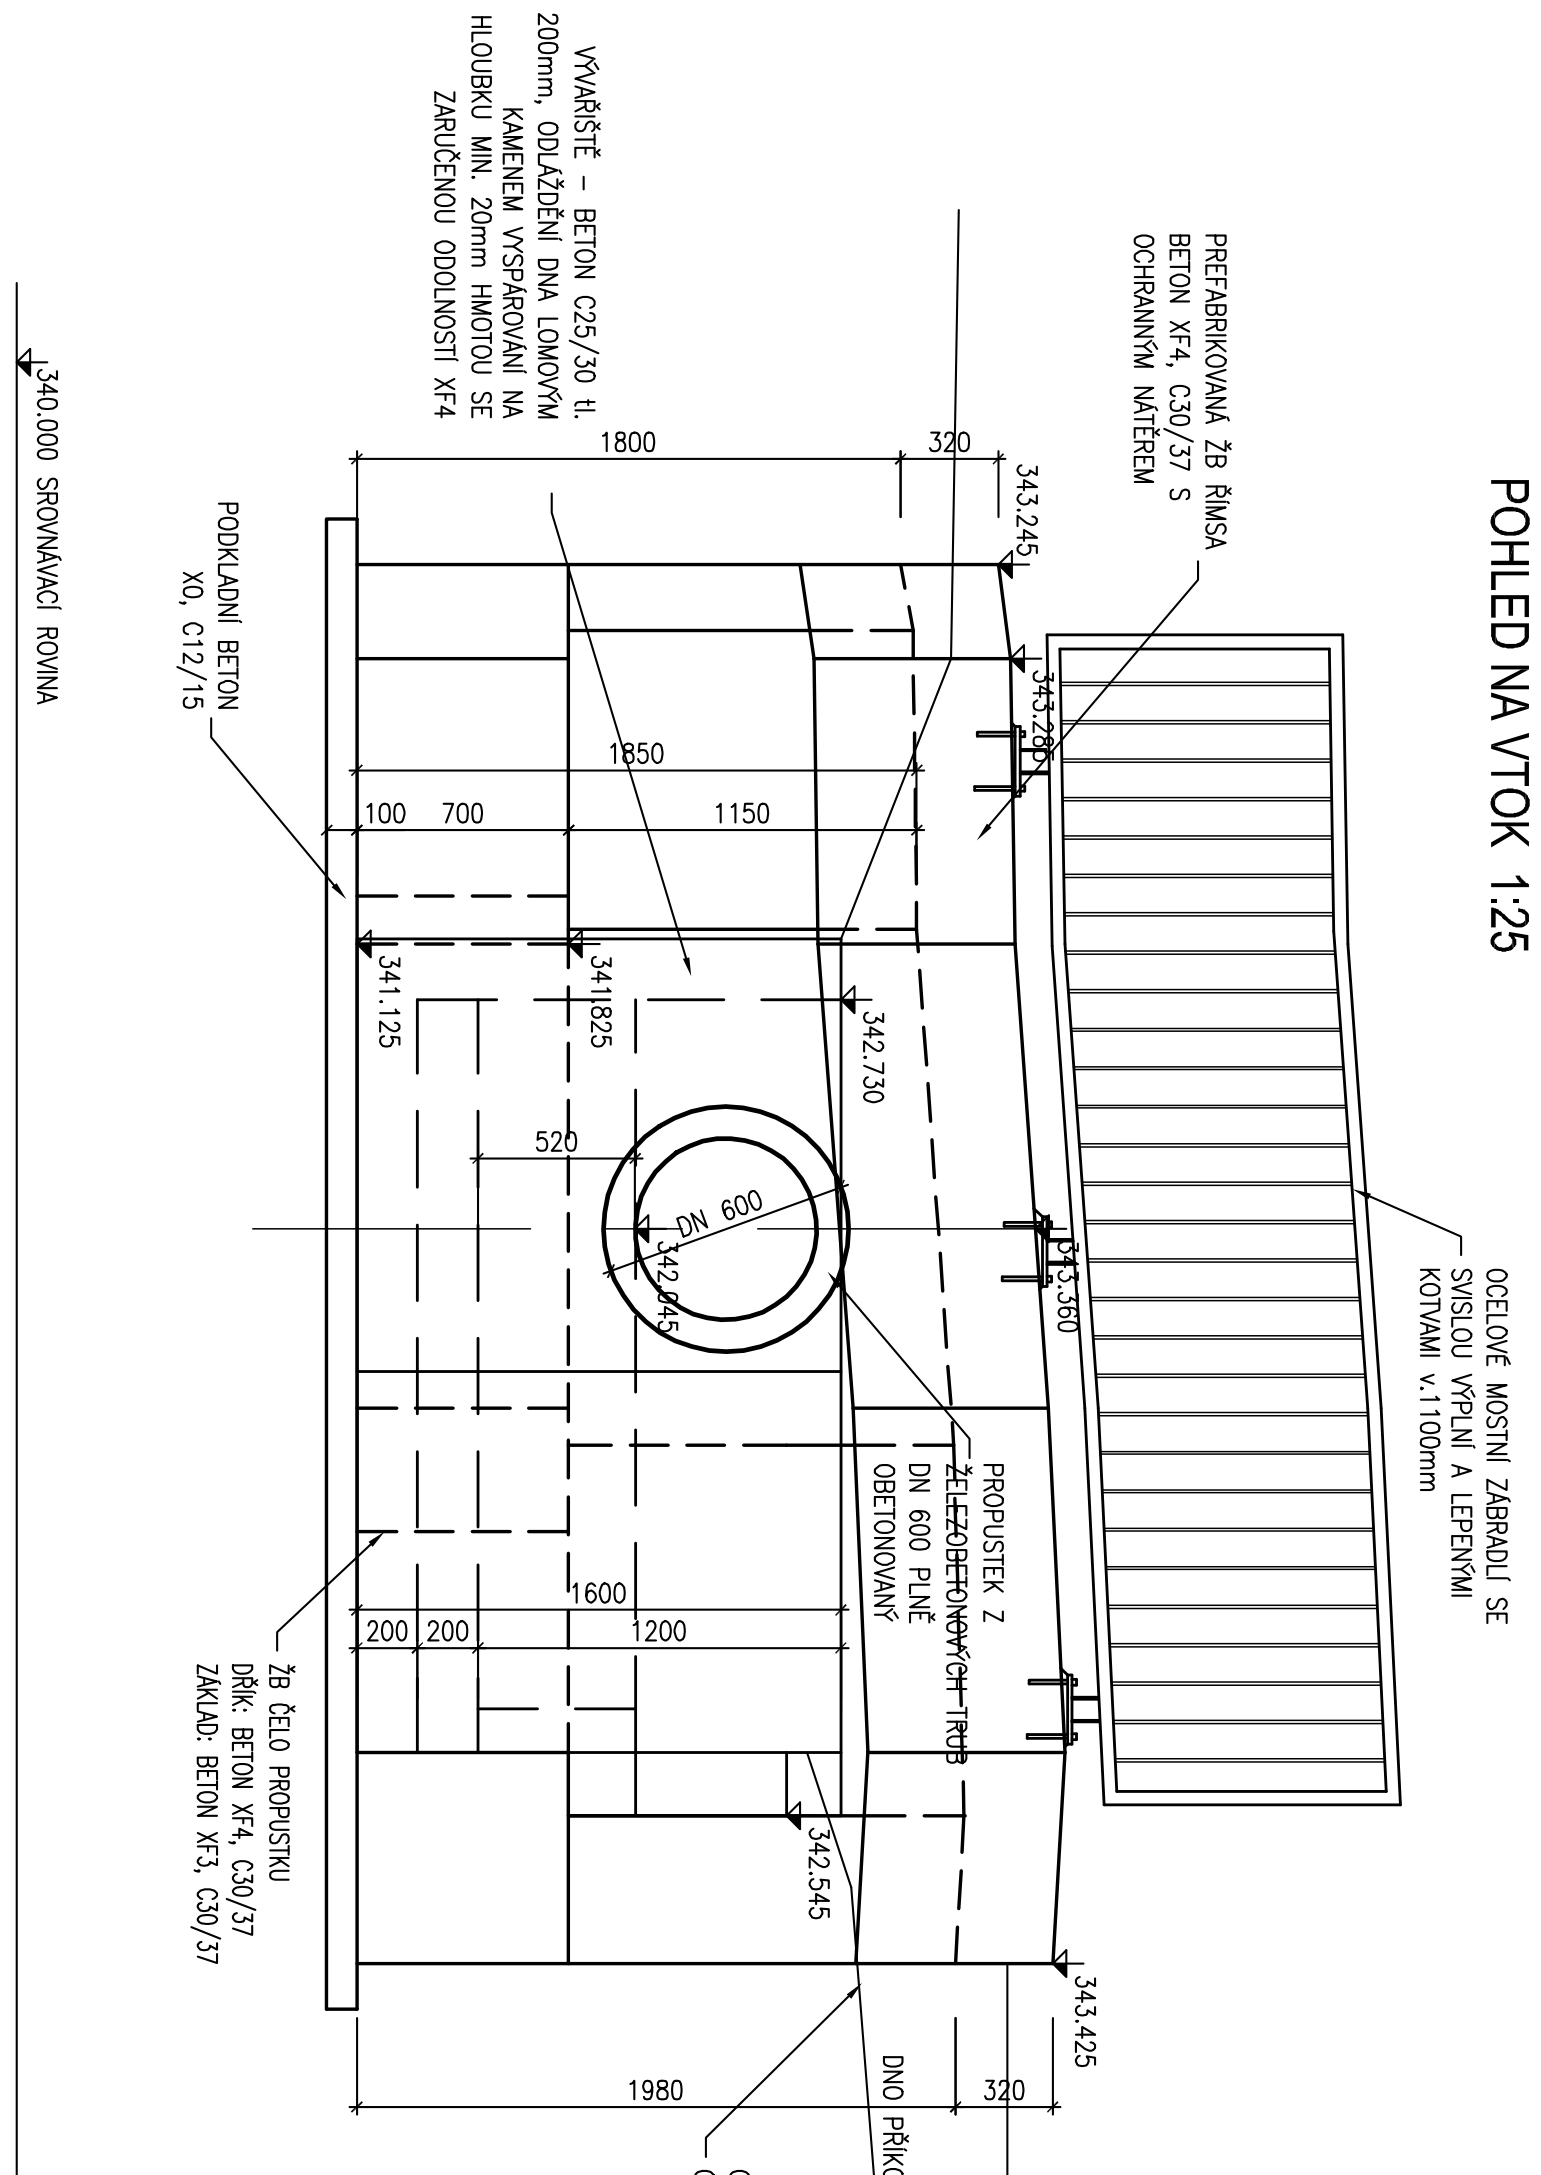 POHLED NA VTOK 1:25
OCELOVÉ MOSTNÍ ZÁBRADLÍ SE
SVISLOU VÝPLNÍ A LEPENÝMI
KOTVAMI v.1100mm
PREFABRIKOVANÁ ŽB ŘÍMSA
BETON XF4, C30/37 S
OCHRANNÝM NÁTĚREM
343.245
343.285
343.360
343.425
320
1800
320
1980
PROPUSTEK Z
ŽELEZOBETONOVÝCH TRUB
DN 600 PLNĚ
OBETONOVANÝ
DNO
342.730
342.545
DN 600
342.045
341.825
341.125
1850
1150
700
100
520
1600
1200
200
200
VÝVAŘIŠTĚ - BETON C25/30 tl.
200mm, ODLÁŽDĚNÍ DNA LOMOVÝM
KAMENEM VYSPÁROVÁNÍ NA
HLOUBKU MIN. 20mm HMOTOU SE
ZARUČENOU ODOLNOSTÍ XF4
PODKLADNÍ BETON
X0, C12/15
ŽB ČELO PROPUSTKU
DŘÍK: BETON XF4, C30/37
ZÁKLAD: BETON XF3, C30/37
340.000 SROVNÁVACÍ ROVINA